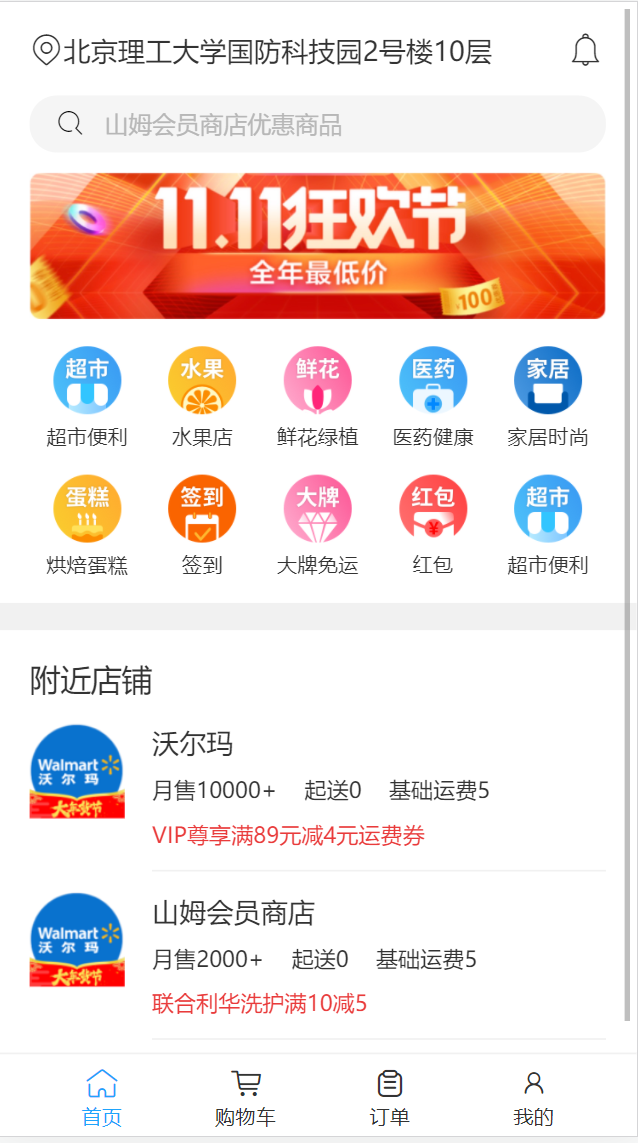 北京理工大学国防科技园2号楼10层
山姆会员商店优惠商品
11.11狂欢节
全年最低价
100
超市 水果 鲜花 医药 家居
超市便利 水果店 鲜花绿植 医药健康 家居时尚
蛋糕 签到 大牌 红包 超市
烘焙蛋糕 签到 大牌免运 红包 超市便利
附近店铺
Walmart
沃尔玛
大年货节
沃尔玛
月售10000+ 起送0 基础运费5
VIP尊享满89元减4元运费券
Walmart
沃尔玛
大年货节
山姆会员商店
月售2000+ 起送0 基础运费5
联合利华洗护满10减5
首页 购物车 订单 我的